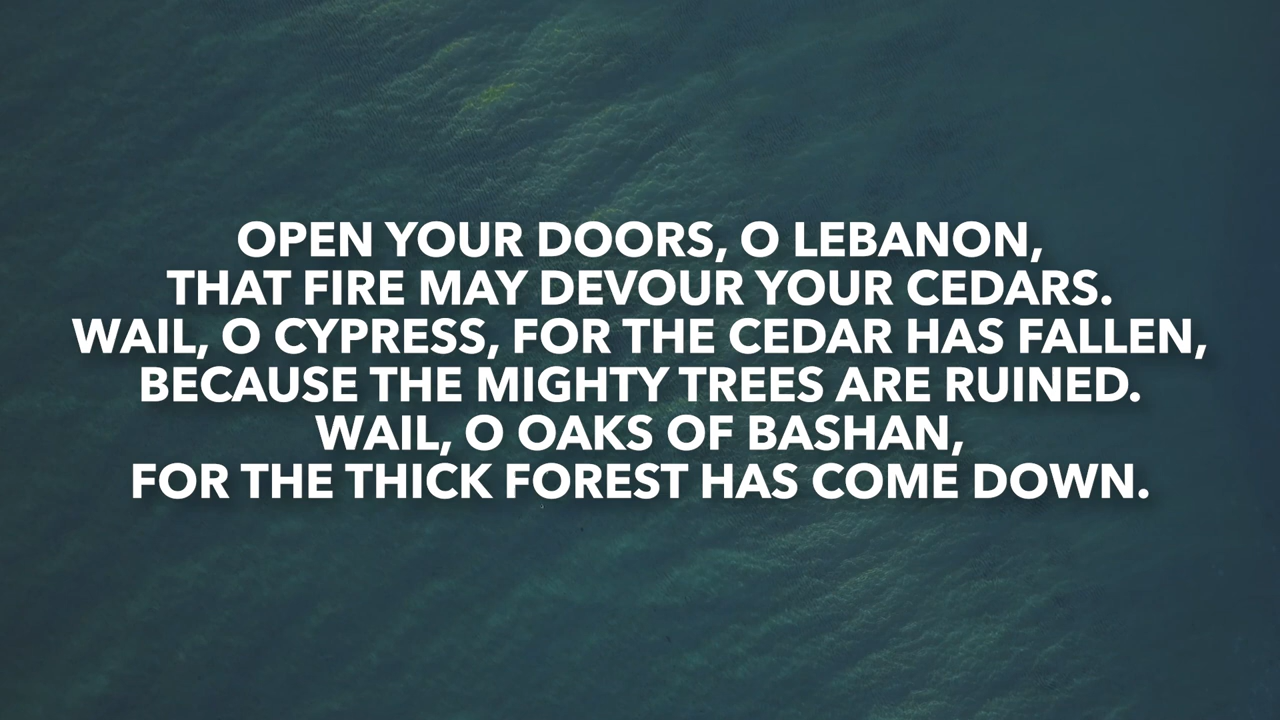 OPEN YOUR DOORS, O LEBANON,
THAT FIRE MAY DEVOUR YOUR CEDARS.
WAIL, O CYPRESS, FOR THE CEDAR HAS FALLEN,
BECAUSE THE MIGHTY TREES ARE RUINED.
WAIL, O OAKS OF BASHAN,
FOR THE THICK FOREST HAS COME DOWN.